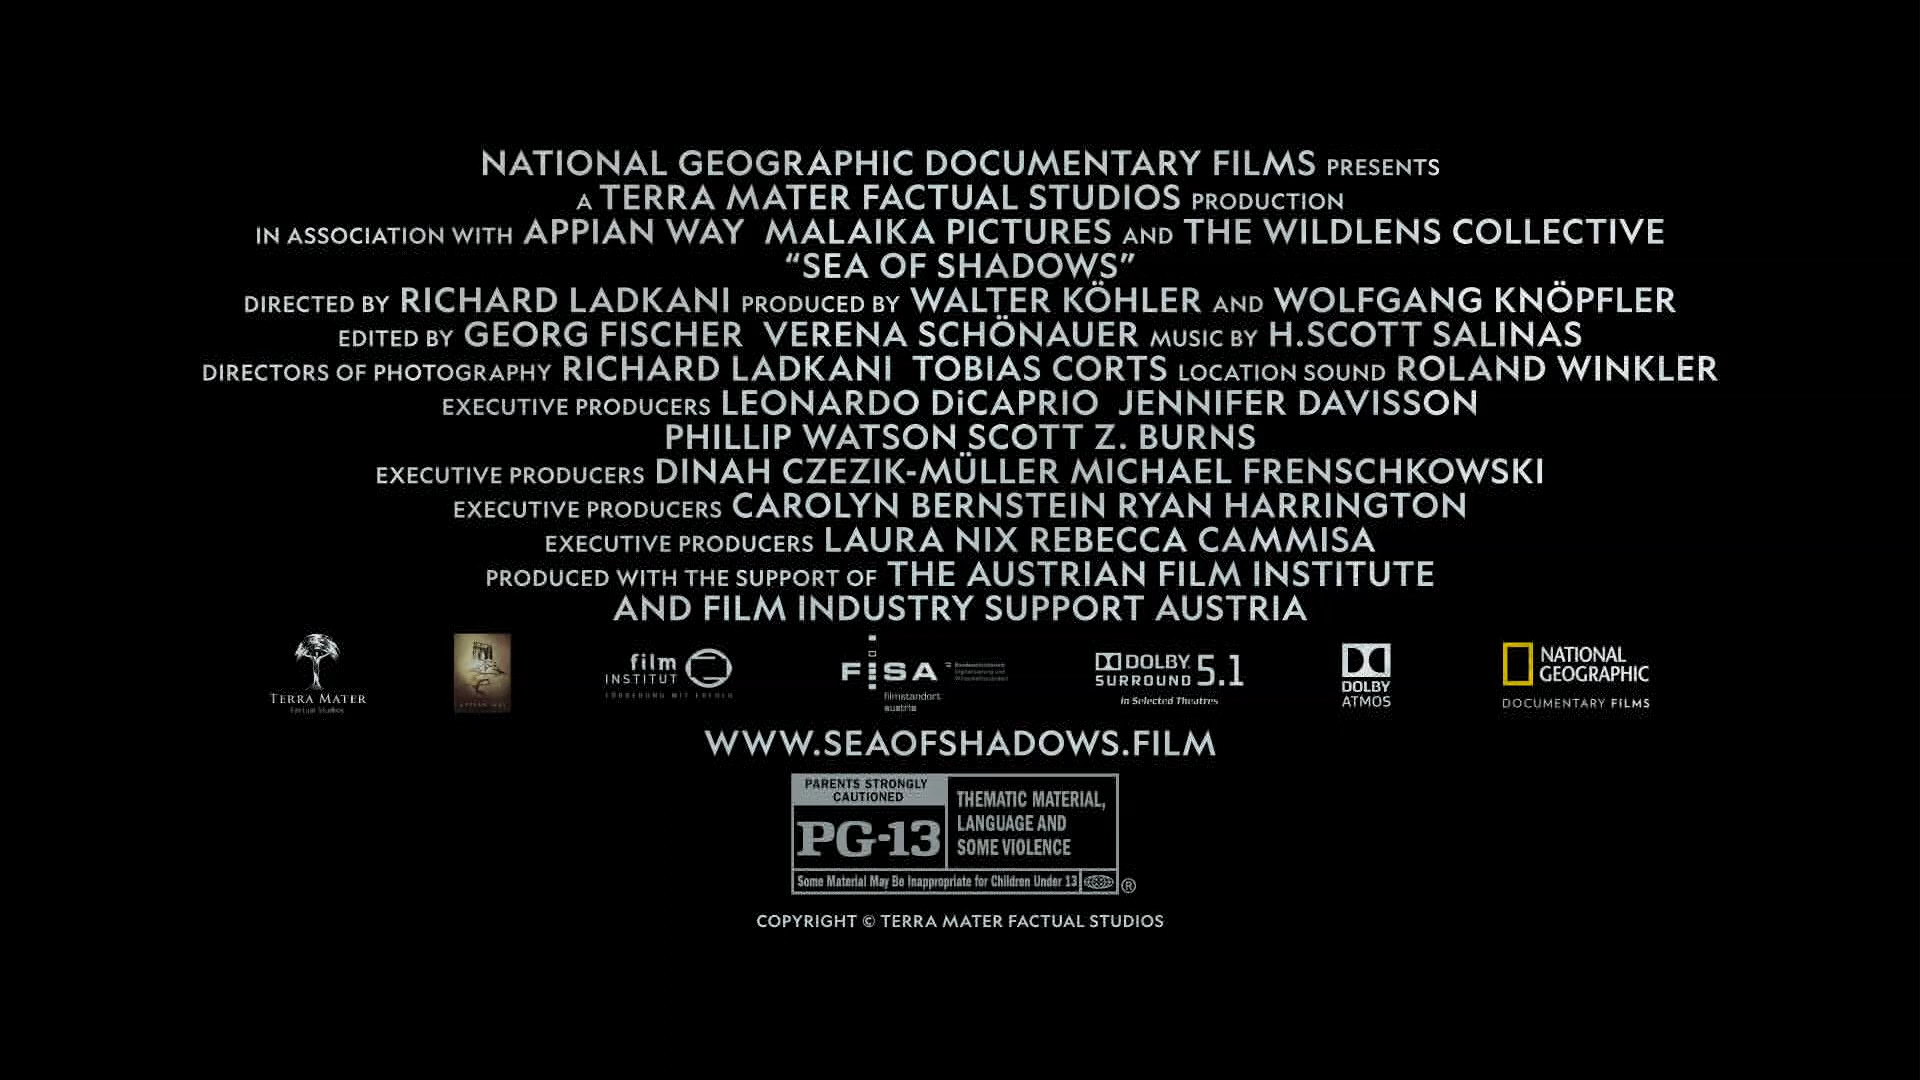 NATIONAL GEOGRAPHIC DOCUMENTARY FILMS PRESENTS
A TERRA MATER FACTUAL STUDIOS PRODUCTION
IN ASSOCIATION WITH APPIAN WAY MALAIKA PICTURES AND THE WILDLENS COLLECTIVE
“SEA OF SHADOWS”
DIRECTED BY RICHARD LADKANI PRODUCED BY WALTER KÖHLER AND WOLFGANG KNÖPFLER
EDITED BY GEORG FISCHER VERENA SCHÖNAUER MUSIC BY H.SCOTT SALINAS
DIRECTORS OF PHOTOGRAPHY RICHARD LADKANI TOBIAS CORTS LOCATION SOUND ROLAND WINKLER
EXECUTIVE PRODUCERS LEONARDO DiCAPRIO JENNIFER DAVISSON
PHILLIP WATSON SCOTT Z. BURNS
EXECUTIVE PRODUCERS DINAH CZEZIK-MÜLLER MICHAEL FRENSCHKOWSKI
EXECUTIVE PRODUCERS CAROLYN BERNSTEIN RYAN HARRINGTON
EXECUTIVE PRODUCERS LAURA NIX REBECCA CAMMISA
PRODUCED WITH THE SUPPORT OF THE AUSTRIAN FILM INSTITUTE
AND FILM INDUSTRY SUPPORT AUSTRIA
TERRA MATER
Factual Studios
APPIAN WAY
film
INSTITUT
FISA
filmstandort
austria
DOLBY
SURROUND 5.1
in Selected Theatres
DOLBY
ATMOS
NATIONAL
GEOGRAPHIC
DOCUMENTARY FILMS
WWW.SEAOFSHADOWS.FILM
PARENTS STRONGLY
CAUTIONED
PG-13
THEMATIC MATERIAL,
LANGUAGE AND
SOME VIOLENCE
Some Material May Be Inappropriate for Children Under 13 ®
COPYRIGHT © TERRA MATER FACTUAL STUDIOS